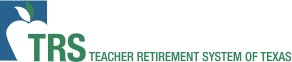 TRS TEACHER RETIREMENT SYSTEM OF TEXAS